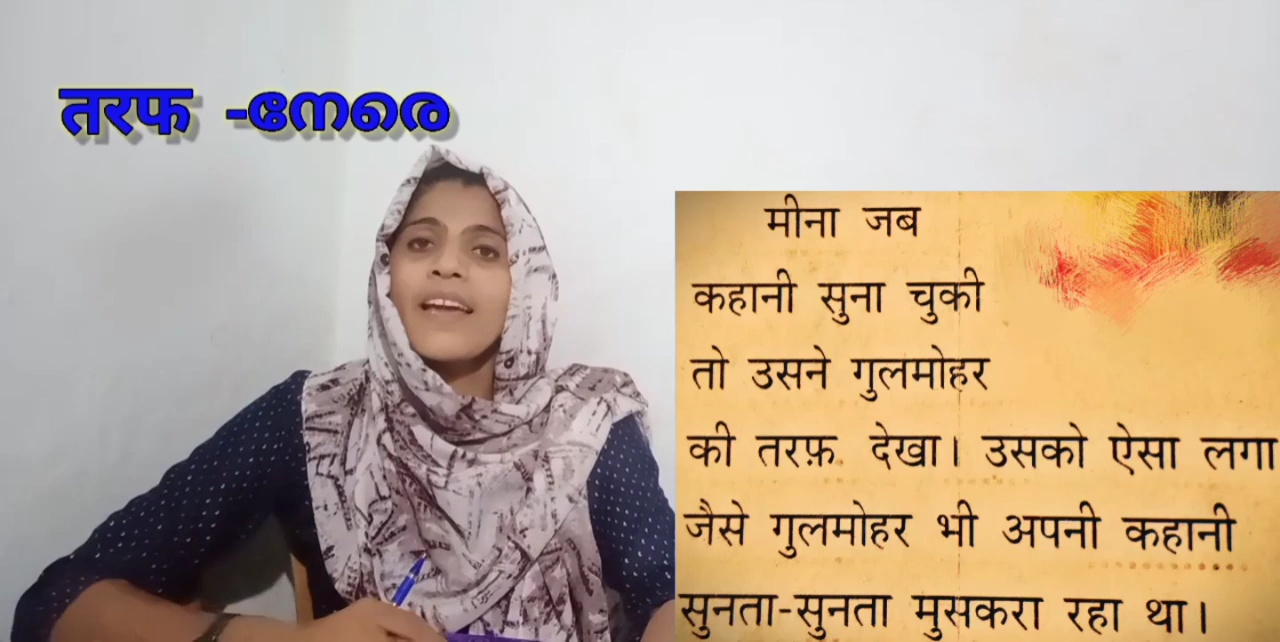 तरफ -നേരെ
मीना जब
कहानी सुना चुकी
तो उसने गुलमोहर
की तरफ़ देखा। उसको ऐसा लगा
जैसे गुलमोहर भी अपनी कहानी
सुनता-सुनता मुसकरा रहा था।